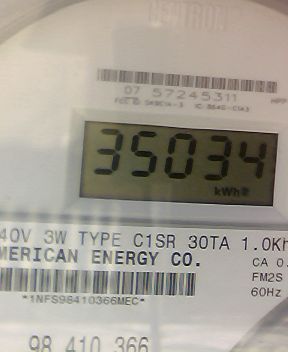 07 57245311
35034
kWh
40V 3W TYPE C1SR 30TA 1.0Kh
MERICAN ENERGY CO.
CA 0.
FM2S
60Hz
*1NFS98410366MEC*
98 410 366